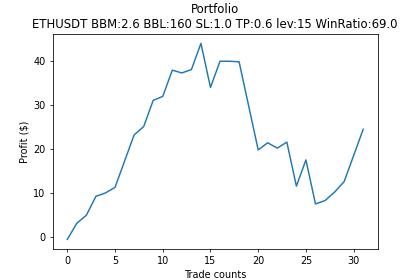 Portfolio
ETHUSDT BBM:2.6 BBL:160 SL:1.0 TP:0.6 lev:15 WinRatio:69.0
40
30
20
10
0
Profit ($)
0 5 10 15 20 25 30
Trade counts